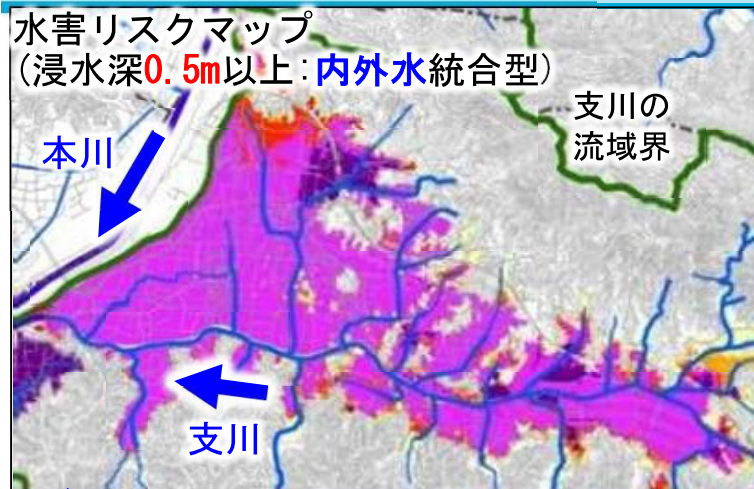 水害リスクマップ
(浸水深0.5m以上:内外水統合型)
支川の
流域界
本川
支川